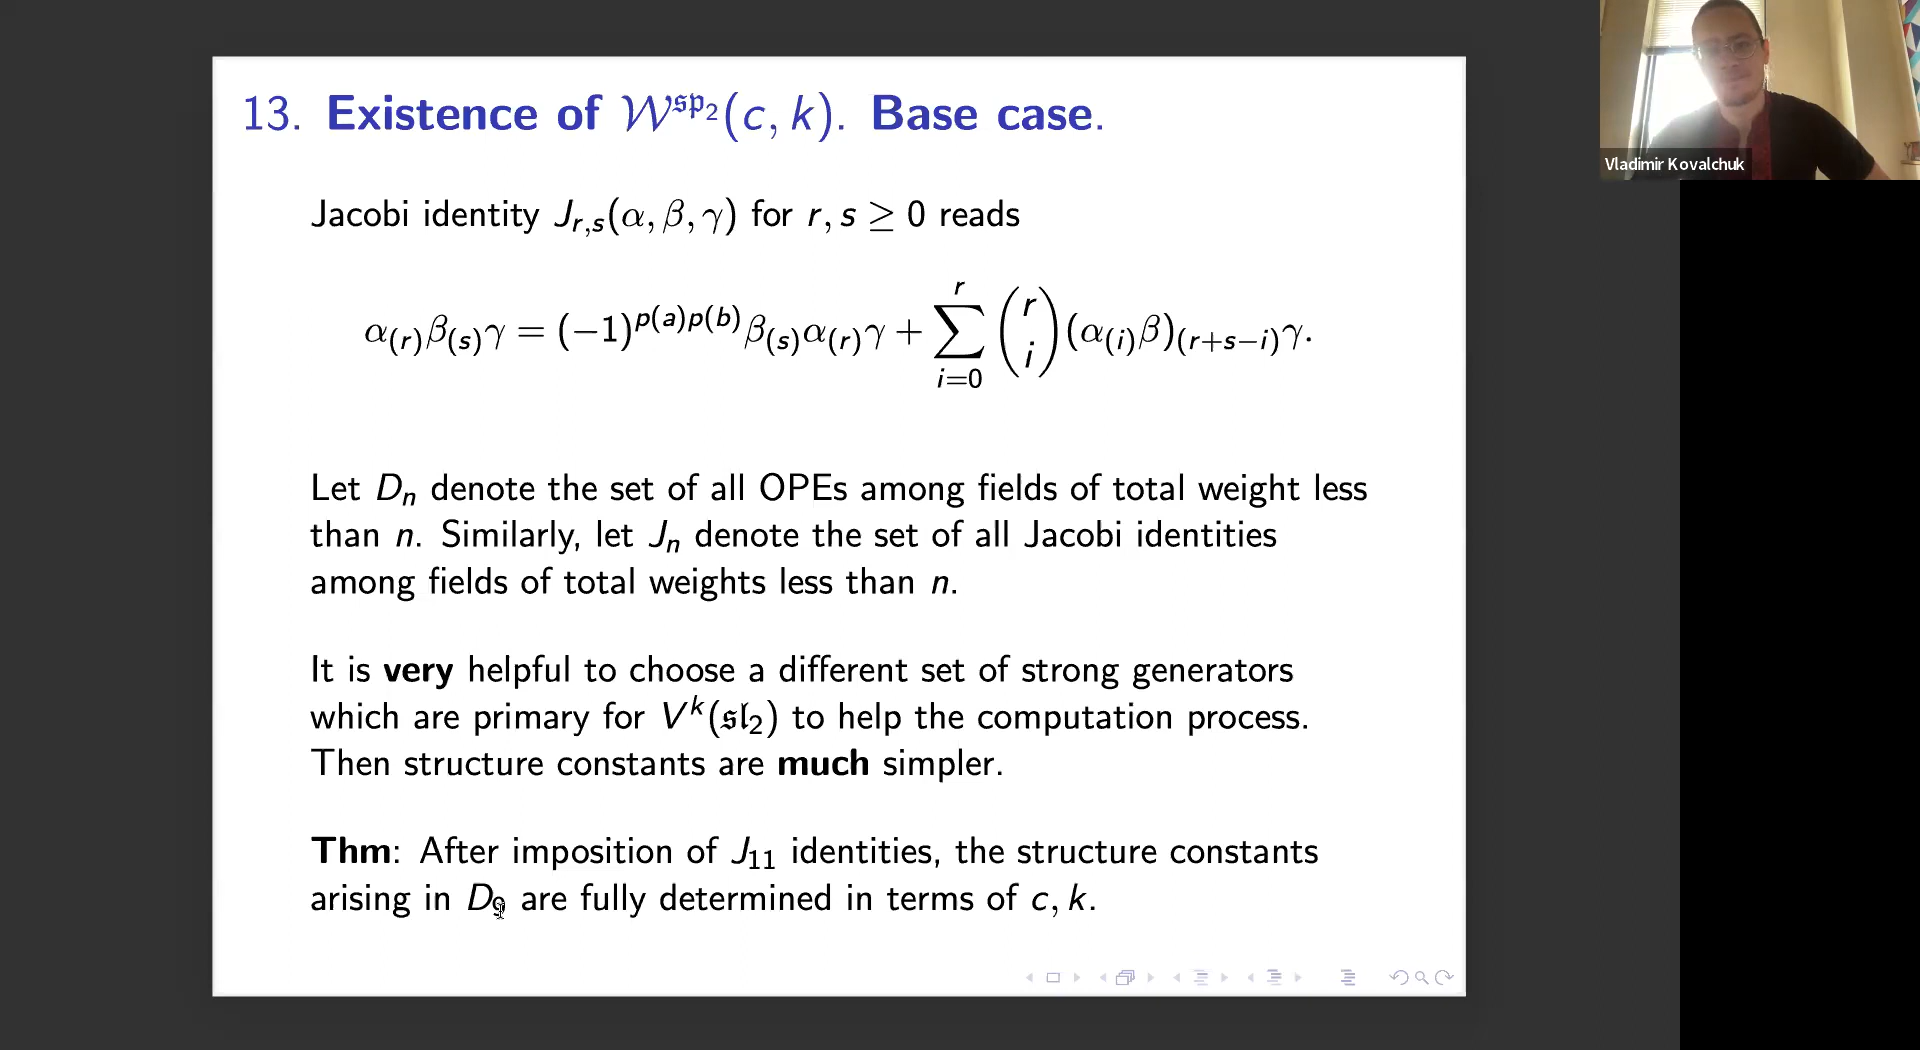 13. Existence of 𝒲^{𝔰𝔭₂}(c, k). Base case.
Jacobi identity J_{r,s}(α, β, γ) for r, s ≥ 0 reads
α_{(r)}β_{(s)}γ = (−1)^{p(a)p(b)}β_{(s)}α_{(r)}γ + ∑_{i=0}^{r} \binom{r}{i}(α_{(i)}β)_{(r+s−i)}γ.
Let D_n denote the set of all OPEs among fields of total weight less
than n. Similarly, let J_n denote the set of all Jacobi identities
among fields of total weights less than n.
It is very helpful to choose a different set of strong generators
which are primary for V^k(𝔰𝔩₂) to help the computation process.
Then structure constants are much simpler.
Thm: After imposition of J_{11} identities, the structure constants
arising in D_9 are fully determined in terms of c, k.
Vladimir Kovalchuk